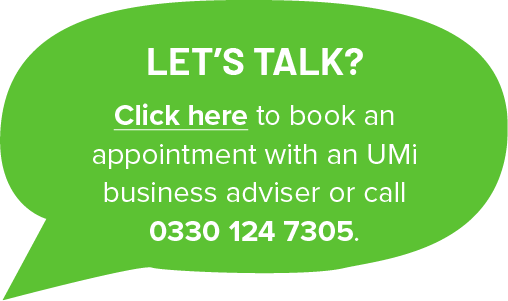 LET’S TALK?
Click here to book an
appointment with an UMi
business adviser or call
0330 124 7305.